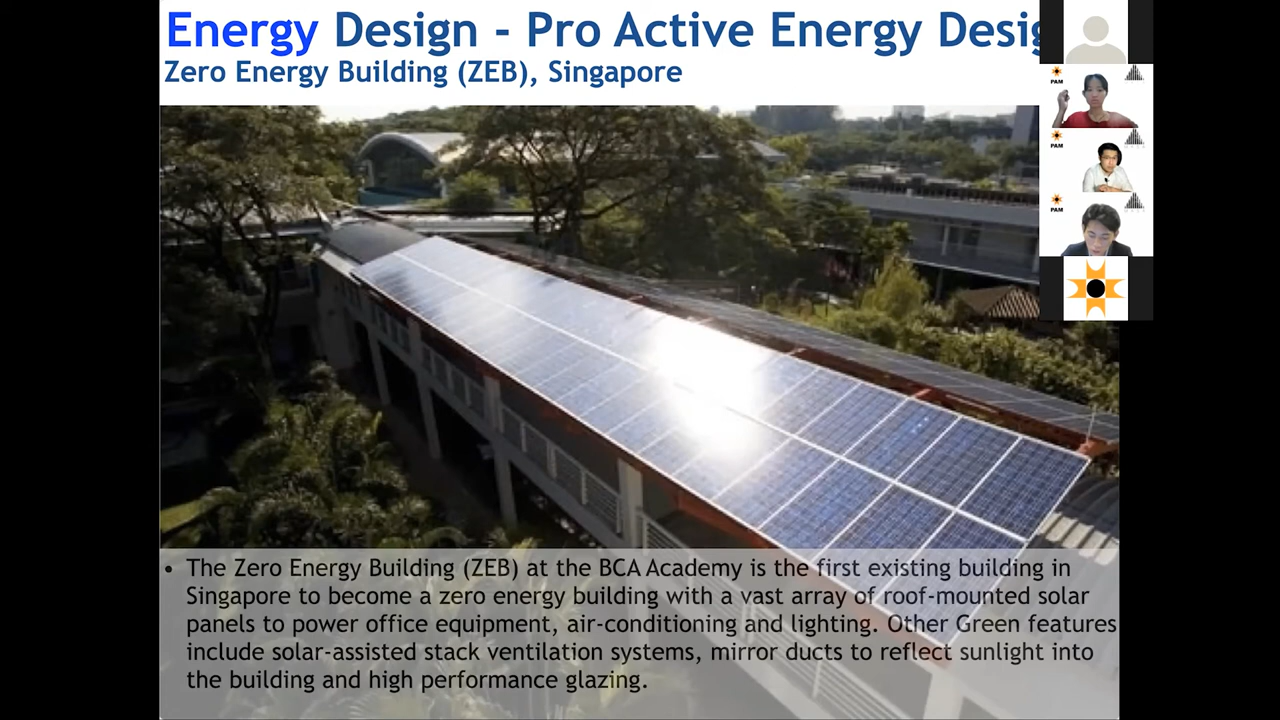 Energy Design - Pro Active Energy
Zero Energy Building (ZEB), Singapore
PAM
PAM
PAM
• The Zero Energy Building (ZEB) at the BCA Academy is the first existing building in
Singapore to become a zero energy building with a vast array of roof-mounted solar
panels to power office equipment, air-conditioning and lighting. Other Green features
include solar-assisted stack ventilation systems, mirror ducts to reflect sunlight into
the building and high performance glazing.